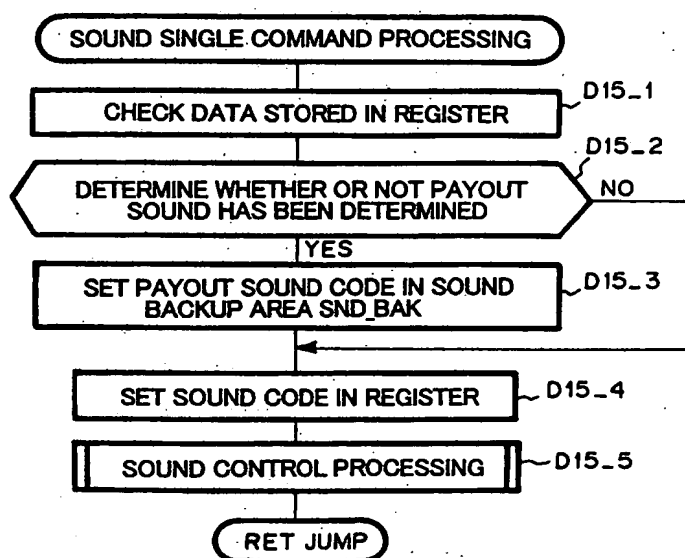 SOUND SINGLE COMMAND PROCESSING
D15_1
CHECK DATA STORED IN REGISTER
D15_2
DETERMINE WHETHER OR NOT PAYOUT
SOUND HAS BEEN DETERMINED
NO
YES
SET PAYOUT SOUND CODE IN SOUND
BACKUP AREA SND_BAK
D15_3
SET SOUND CODE IN REGISTER
D15_4
SOUND CONTROL PROCESSING
D15_5
RET JUMP